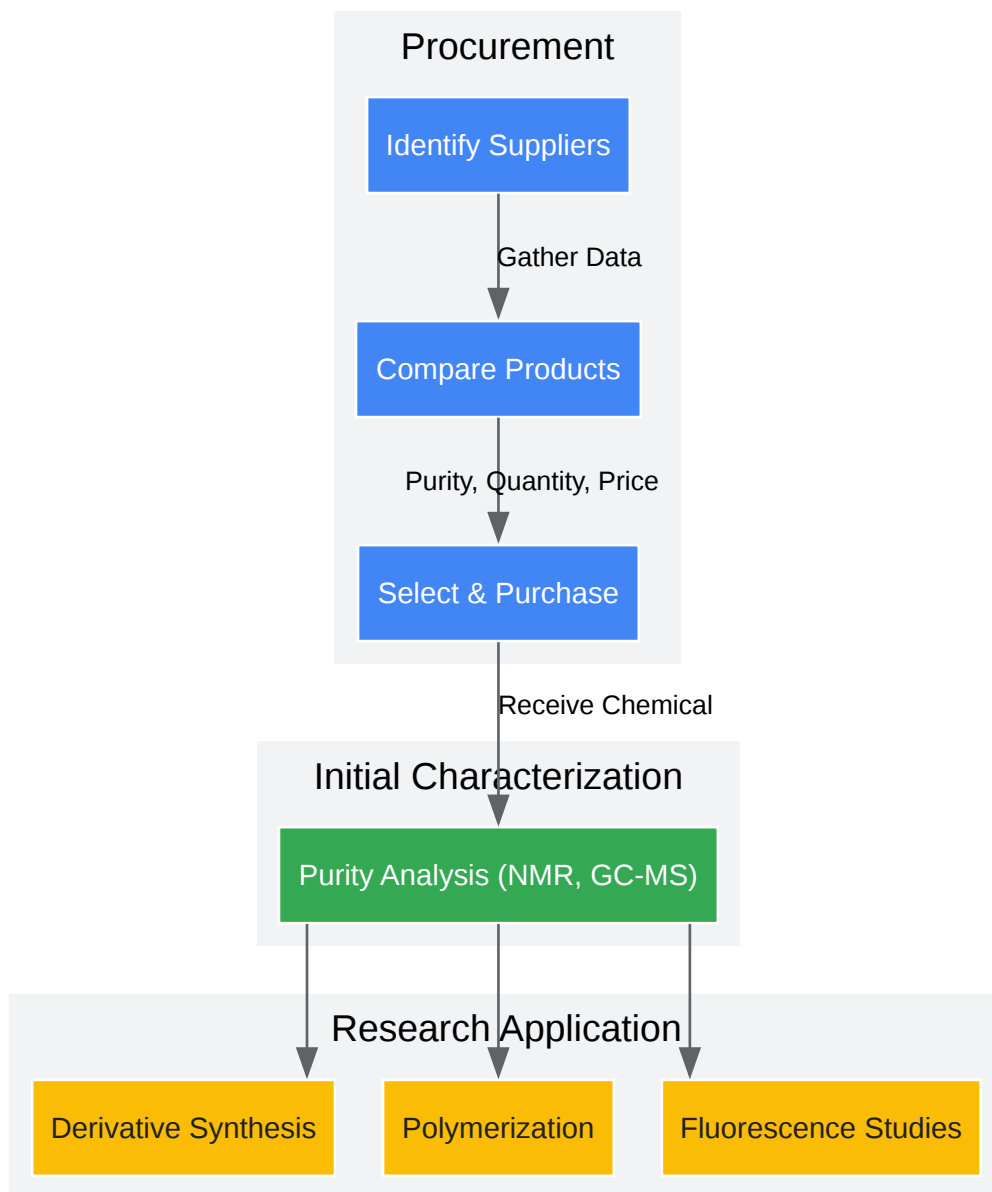 Procurement
Identify Suppliers
Gather Data
Compare Products
Purity, Quantity, Price
Select & Purchase
Receive Chemical
Initial Characterization
Purity Analysis (NMR, GC-MS)
Research Application
Derivative Synthesis
Polymerization
Fluorescence Studies